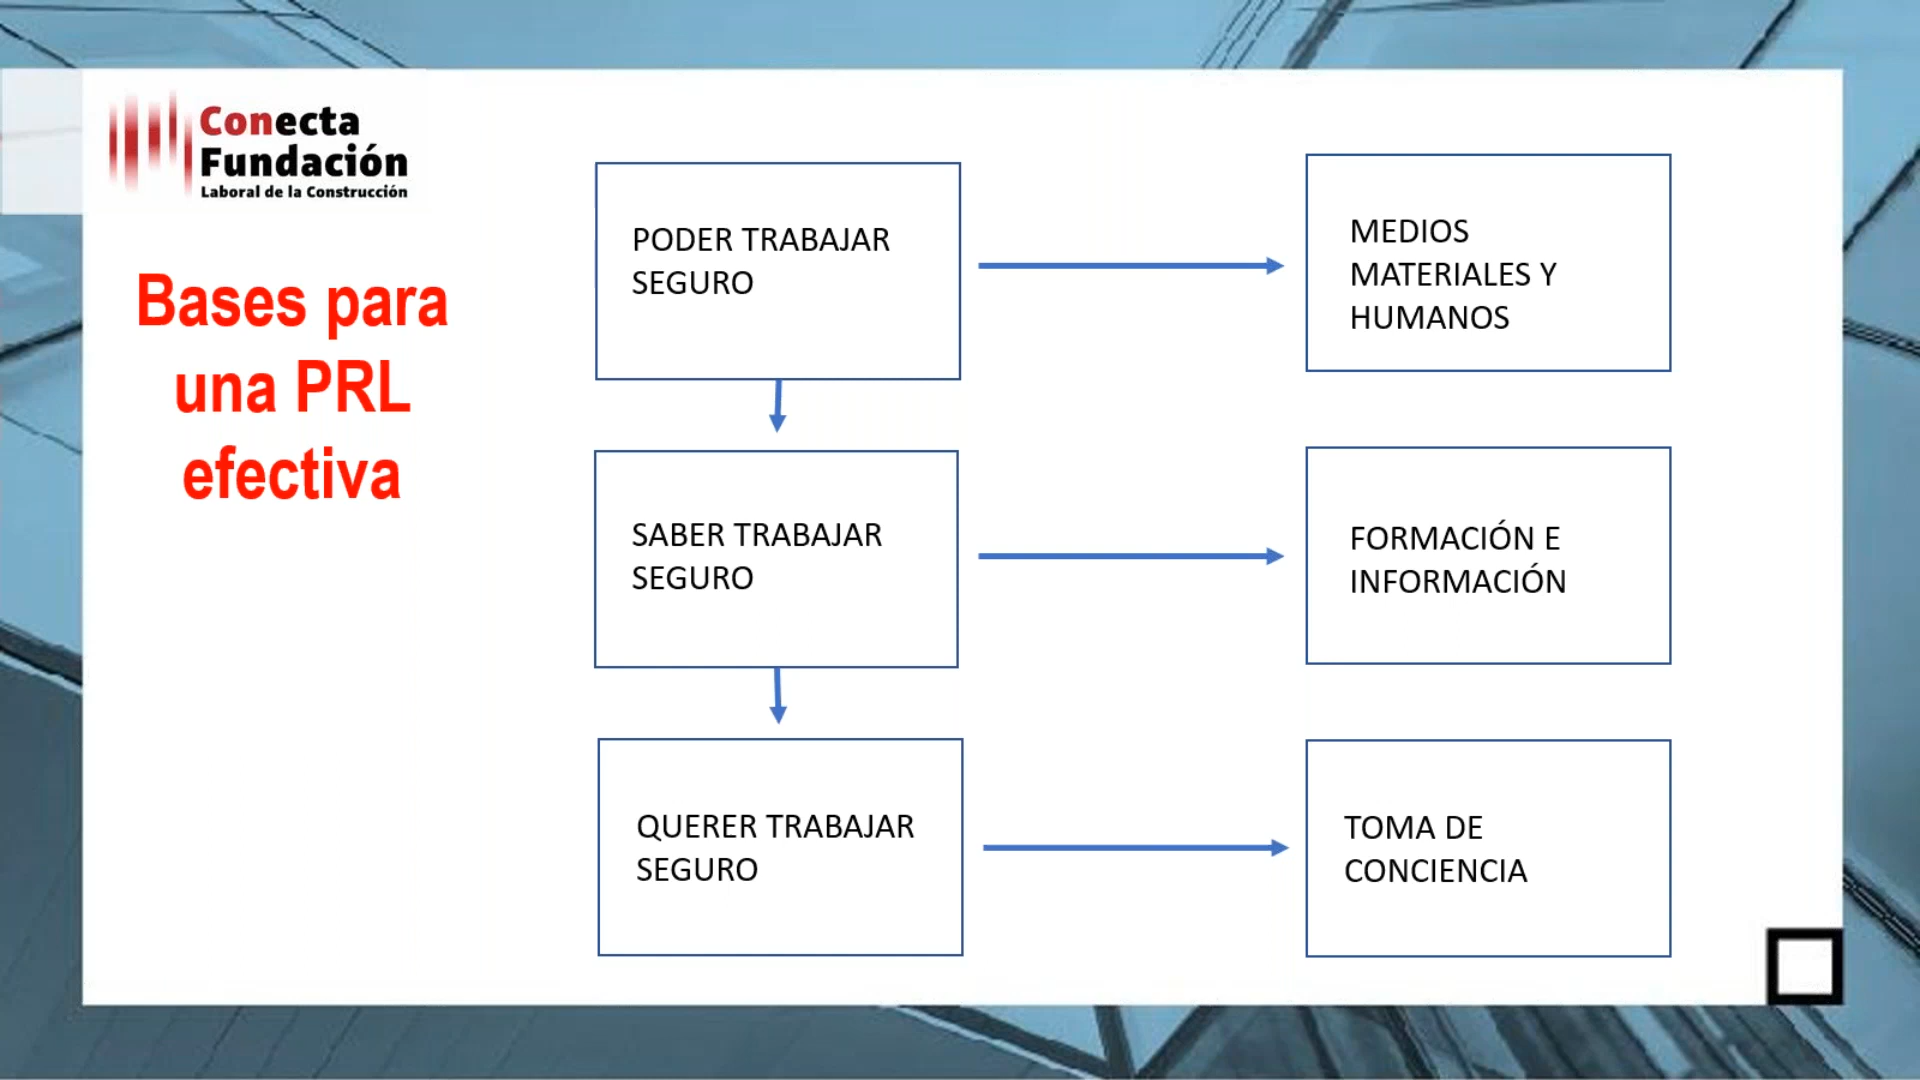 Conecta
Fundación
Laboral de la Construcción
Bases para
una PRL
efectiva
PODER TRABAJAR
SEGURO
MEDIOS
MATERIALES Y
HUMANOS
SABER TRABAJAR
SEGURO
FORMACIÓN E
INFORMACIÓN
QUERER TRABAJAR
SEGURO
TOMA DE
CONCIENCIA